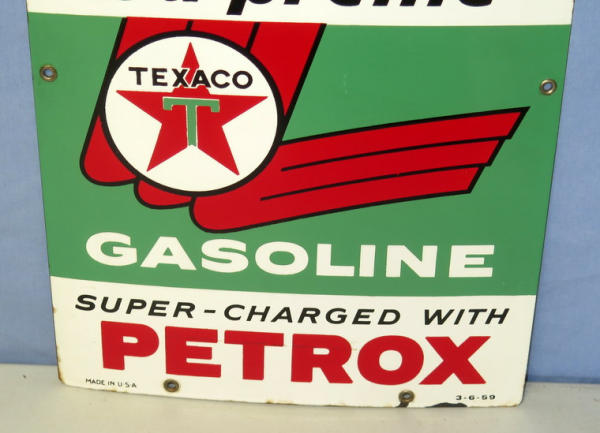 TEXACO
T
GASOLINE
SUPER-CHARGED WITH
PETROX
MADE IN U.S.A
3-6-59